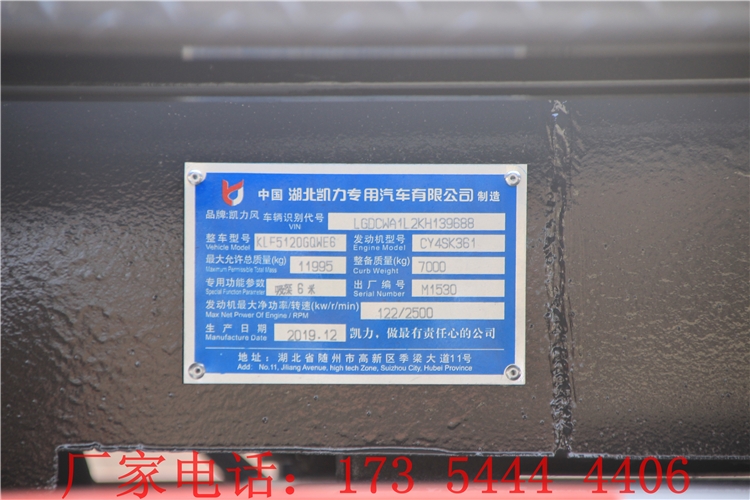 中国 湖北凯力专用汽车有限公司 制造
品牌:凯力风 车辆识别代号 VIN LGDCWA1L2KH139688
整车型号 Vehicle Model KLF5120GQWE6 发动机型号 Engine Model CY4SK361
最大允许总质量(kg) Maximum Permissible Total Mass 11995 整备质量(kg) Curb Weight 7000
专用功能参数 Special Function Parameter 吸深6米 出厂编号 Serial Number M1530
发动机最大净功率/转速(kw/r/min) Max Net Prwer Of Engine / RPM 122/2500
生产日期 Manufacture Date 2019.12 凯力，做最有责任心的公司
地址：湖北省随州市高新区季梁大道11号
Add: No.11, Jiliang Avenue, high tech Zone, Suizhou City, Hubei Province
厂家电话：173 5444 4406